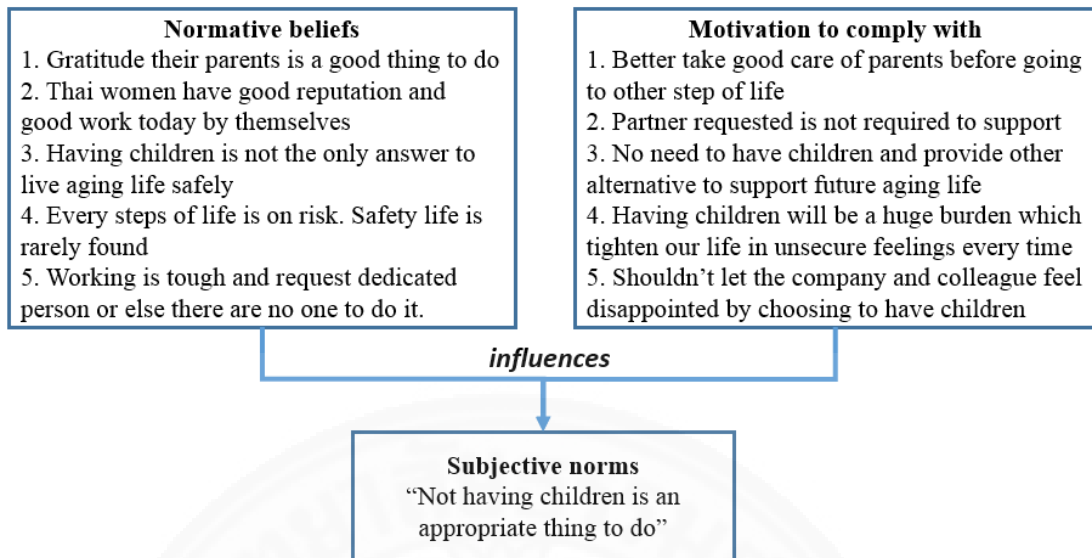 Normative beliefs
1. Gratitude their parents is a good thing to do
2. Thai women have good reputation and
good work today by themselves
3. Having children is not the only answer to
live aging life safely
4. Every steps of life is on risk. Safety life is
rarely found
5. Working is tough and request dedicated
person or else there are no one to do it.
Motivation to comply with
1. Better take good care of parents before going
to other step of life
2. Partner requested is not required to support
3. No need to have children and provide other
alternative to support future aging life
4. Having children will be a huge burden which
tighten our life in unsecure feelings every time
5. Shouldn’t let the company and colleague feel
disappointed by choosing to have children
influences
Subjective norms
“Not having children is an
appropriate thing to do”